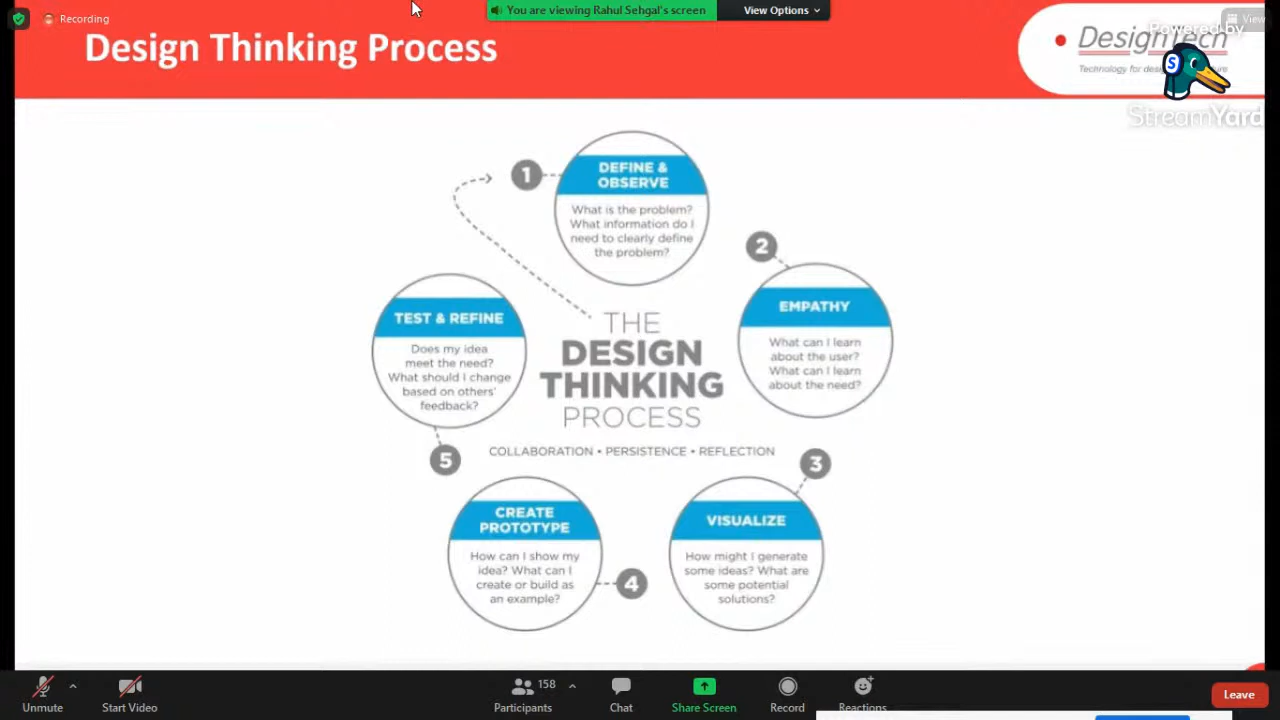 Recording
You are viewing Rahul Sehgal's screen
View Options
View
Design Thinking Process
DesignTech
Technology for
Powered by
StreamYard
1
DEFINE &
OBSERVE
What is the problem?
What information do I
need to clearly define
the problem?
2
EMPATHY
What can I learn
about the user?
What can I learn
about the need?
TEST & REFINE
Does my idea
meet the need?
What should I change
based on others'
feedback?
THE
DESIGN
THINKING
PROCESS
COLLABORATION • PERSISTENCE • REFLECTION
5
3
CREATE
PROTOTYPE
How can I show my
idea? What can I
create or build as
an example?
4
VISUALIZE
How might I generate
some ideas? What are
some potential
solutions?
Unmute
Start Video
158
Participants
Chat
Share Screen
Record
Reactions
Leave